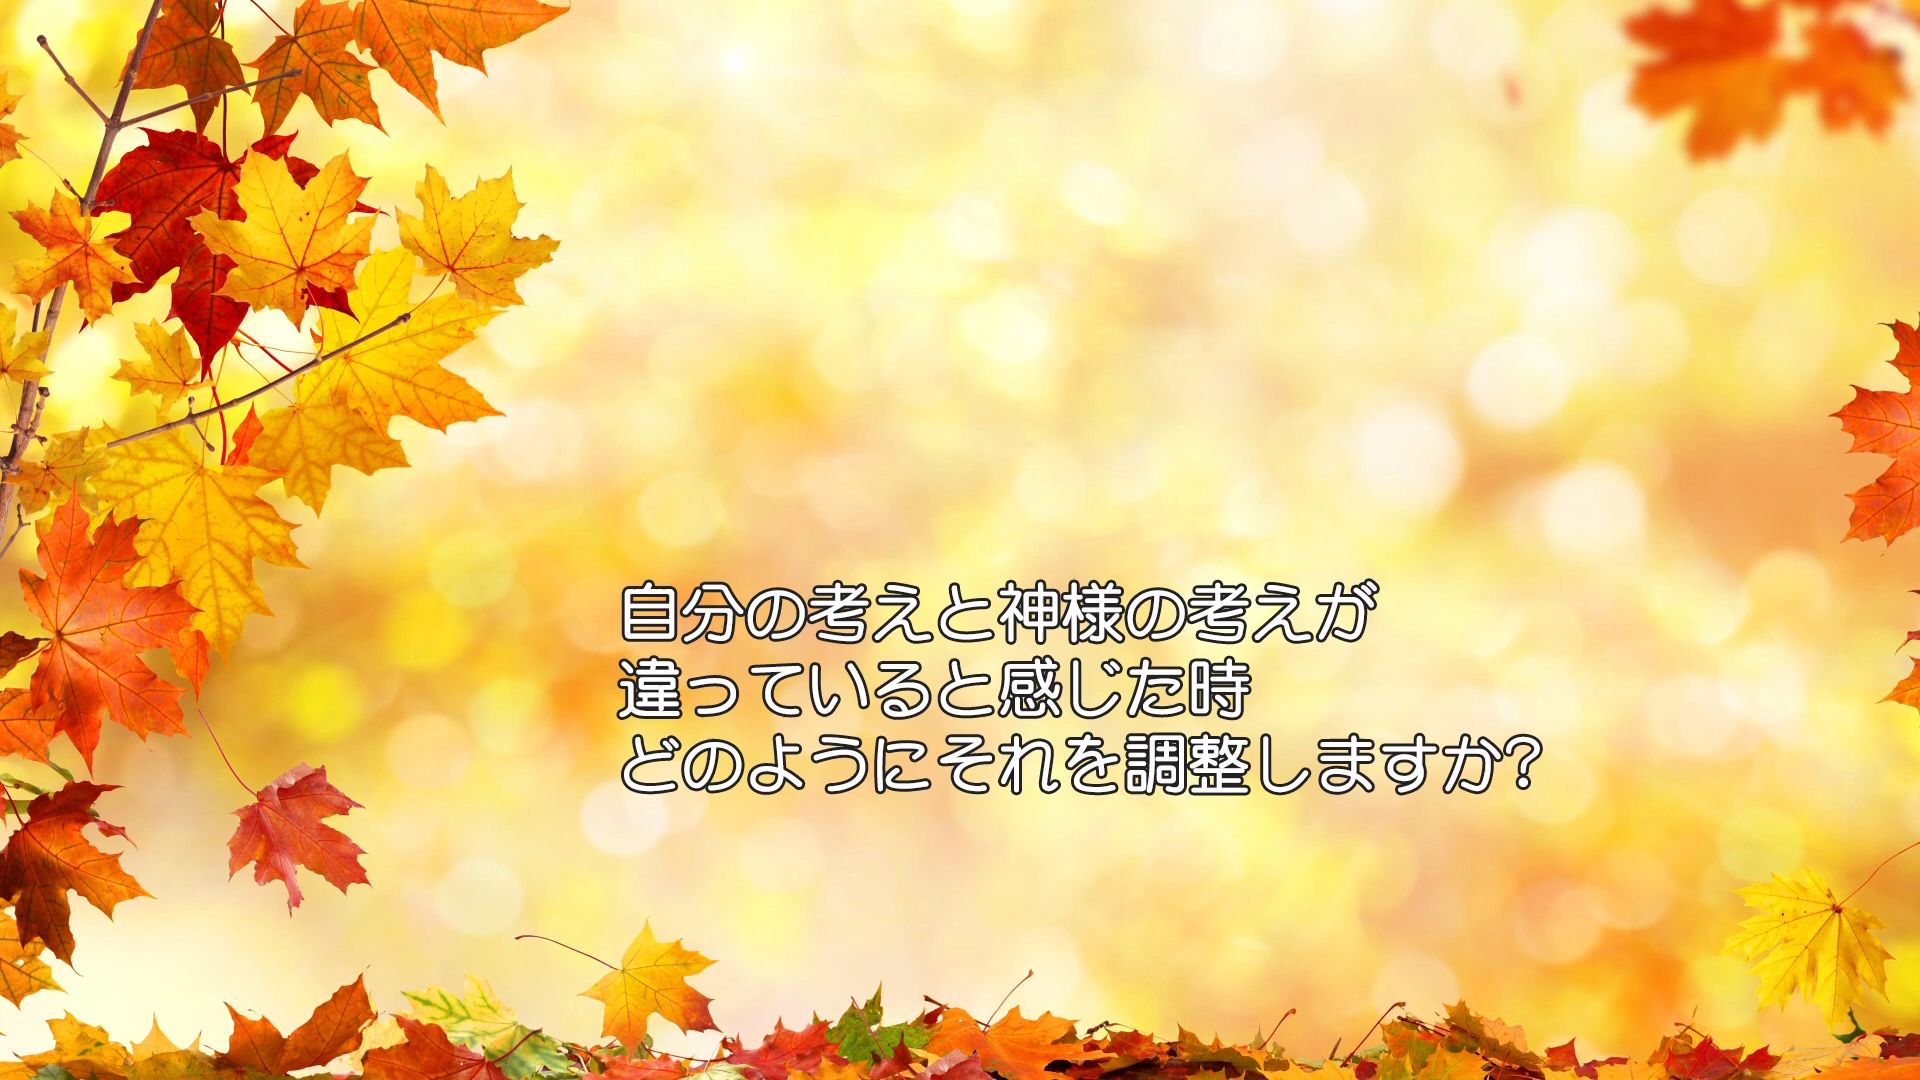 自分の考えと神様の考えが
違っていると感じた時
どのようにそれを調整しますか?